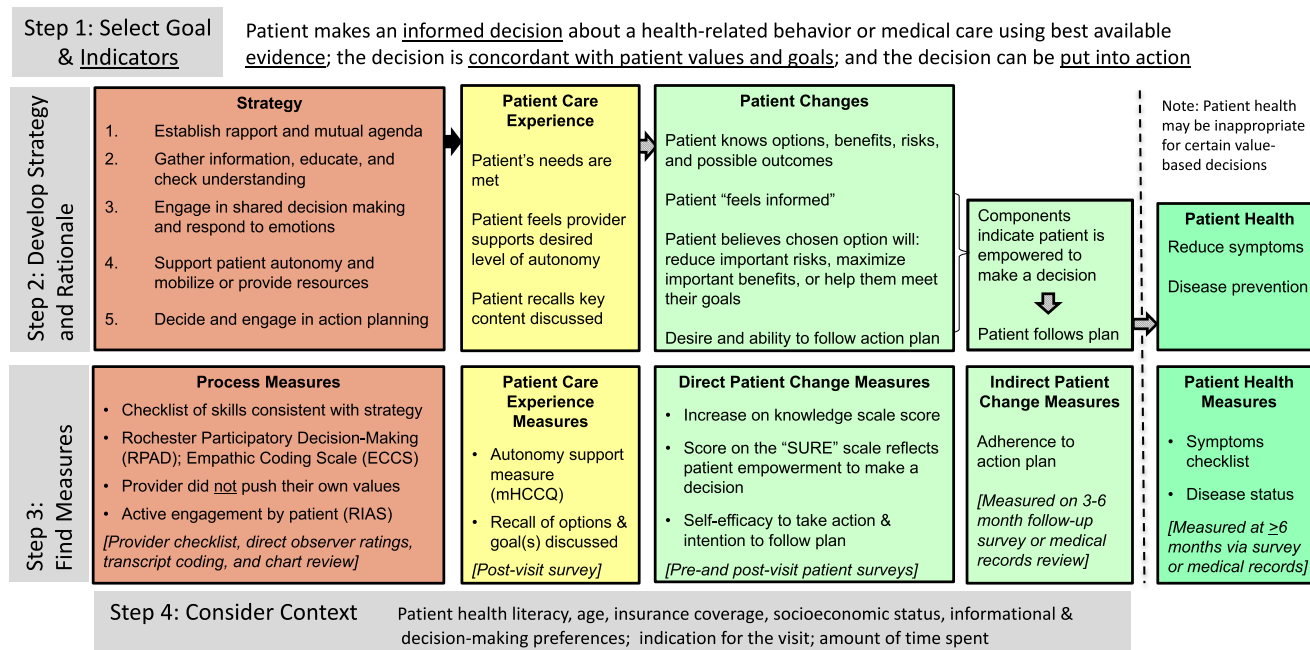 Step 1: Select Goal
& Indicators
Patient makes an informed decision about a health-related behavior or medical care using best available
evidence; the decision is concordant with patient values and goals; and the decision can be put into action
Step 2: Develop Strategy
and Rationale
Strategy
1. Establish rapport and mutual agenda
2. Gather information, educate, and
check understanding
3. Engage in shared decision making
and respond to emotions
4. Support patient autonomy and
mobilize or provide resources
5. Decide and engage in action planning
Patient Care
Experience
Patient's needs are
met
Patient feels provider
supports desired
level of autonomy
Patient recalls key
content discussed
Patient Changes
Patient knows options, benefits, risks,
and possible outcomes
Patient “feels informed”
Patient believes chosen option will:
reduce important risks, maximize
important benefits, or help them meet
their goals
Desire and ability to follow action plan
Components
indicate patient is
empowered to
make a decision
Patient follows plan
Note: Patient health
may be inappropriate
for certain value-
based decisions
Patient Health
Reduce symptoms
Disease prevention
Step 3:
Find Measures
Process Measures
• Checklist of skills consistent with strategy
• Rochester Participatory Decision-Making
(RPAD); Empathic Coding Scale (ECCS)
• Provider did not push their own values
• Active engagement by patient (RIAS)
[Provider checklist, direct observer ratings,
transcript coding, and chart review]
Patient Care
Experience
Measures
• Autonomy support
measure
(mHCCQ)
• Recall of options &
goal(s) discussed
[Post-visit survey]
Direct Patient Change Measures
• Increase on knowledge scale score
• Score on the “SURE” scale reflects
patient empowerment to make a
decision
• Self-efficacy to take action &
intention to follow plan
[Pre-and post-visit patient surveys]
Indirect Patient
Change Measures
Adherence to
action plan
[Measured on 3-6
month follow-up
survey or medical
records review]
Patient Health
Measures
• Symptoms
checklist
• Disease status
[Measured at ≥6
months via survey
or medical records]
Step 4: Consider Context
Patient health literacy, age, insurance coverage, socioeconomic status, informational &
decision-making preferences; indication for the visit; amount of time spent